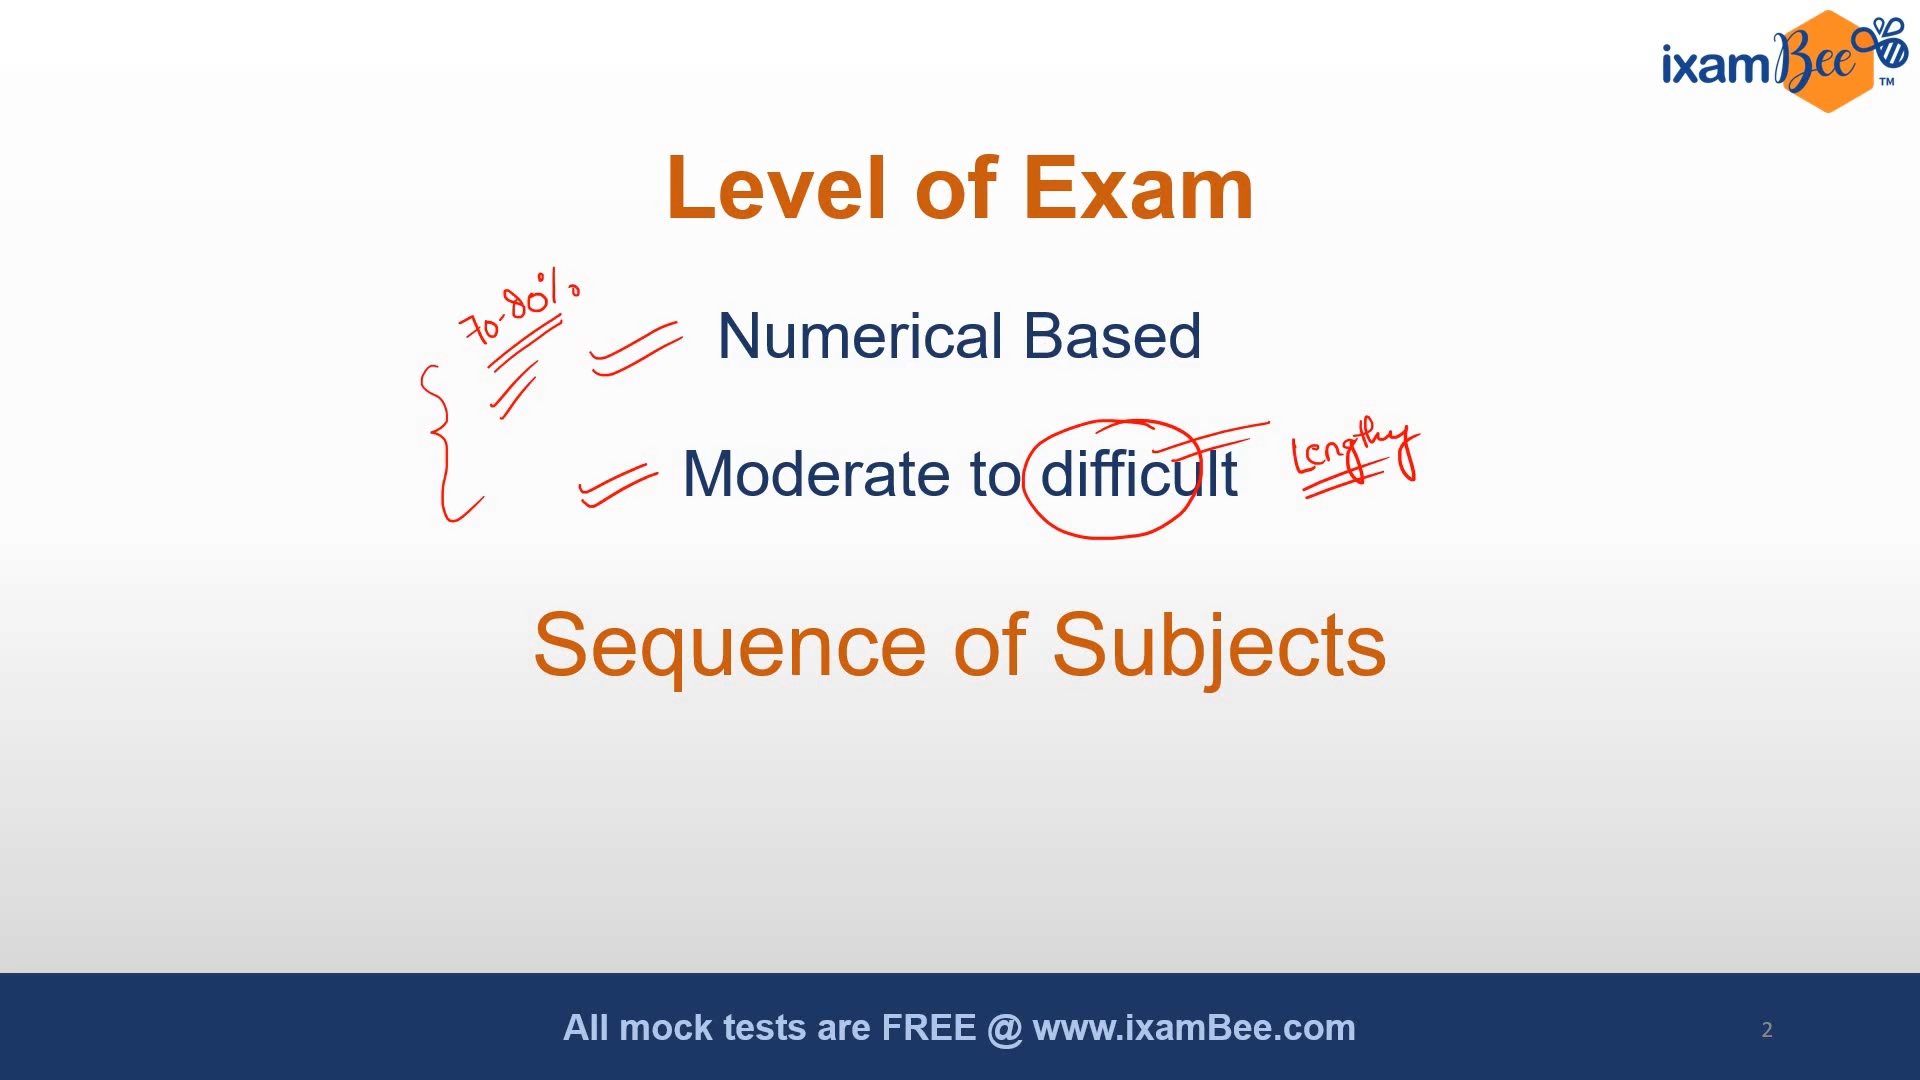 ixamBee TM
Level of Exam
70-80%
Numerical Based
Moderate to difficult
Lengthy
Sequence of Subjects
All mock tests are FREE @ www.ixamBee.com
2